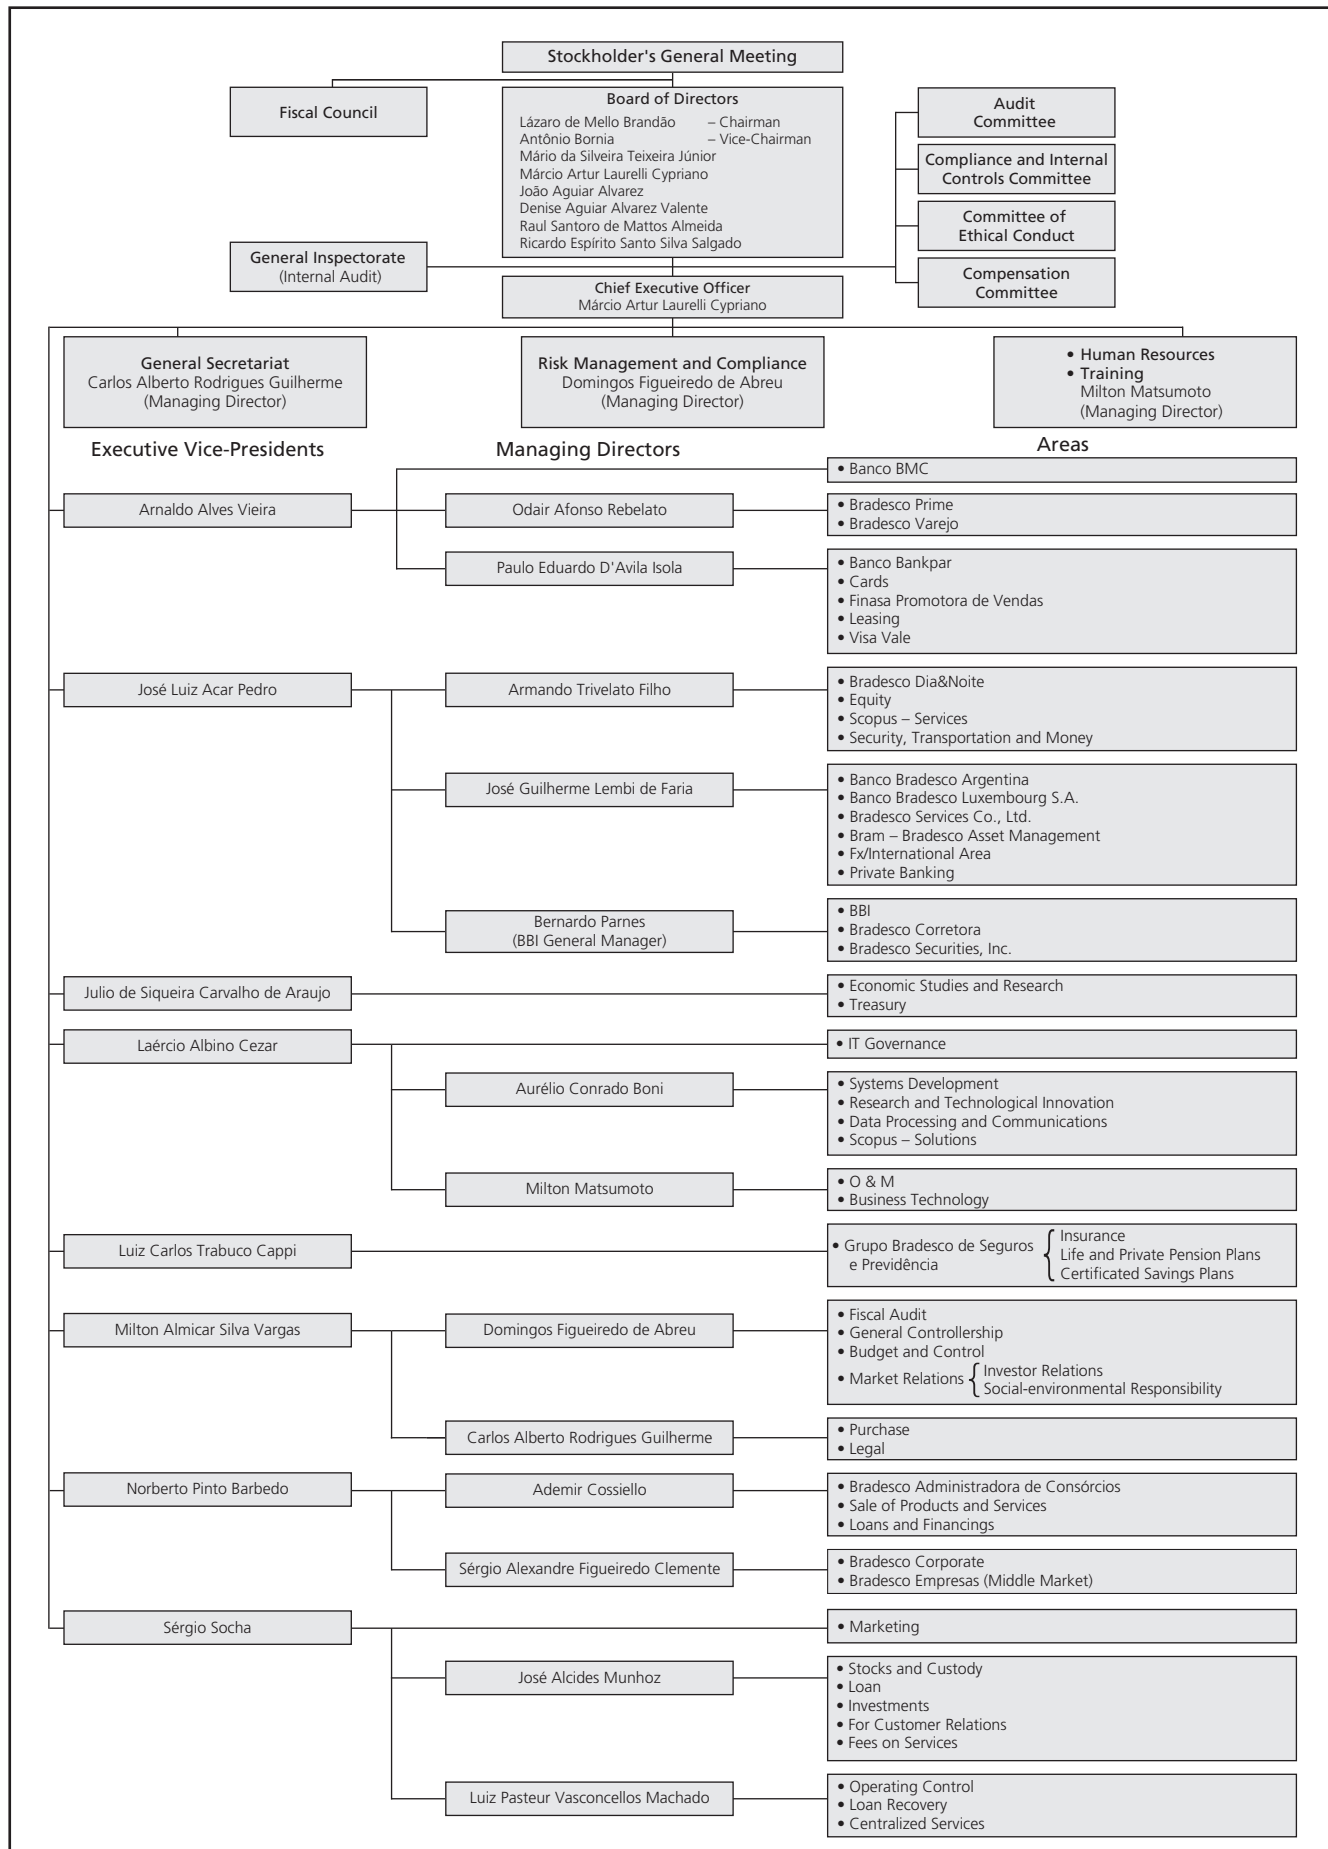 Stockholder's General Meeting
Fiscal Council
Board of Directors
Lázaro de Mello Brandão – Chairman
Antônio Bornia – Vice-Chairman
Mário da Silveira Teixeira Júnior
Márcio Artur Laurelli Cypriano
João Aguiar Alvarez
Denise Aguiar Alvarez Valente
Raul Santoro de Mattos Almeida
Ricardo Espírito Santo Silva Salgado
Audit
Committee
Compliance and Internal
Controls Committee
Committee of
Ethical Conduct
Compensation
Committee
General Inspectorate
(Internal Audit)
Chief Executive Officer
Márcio Artur Laurelli Cypriano
General Secretariat
Carlos Alberto Rodrigues Guilherme
(Managing Director)
Risk Management and Compliance
Domingos Figueiredo de Abreu
(Managing Director)
• Human Resources
• Training
Milton Matsumoto
(Managing Director)
Executive Vice-Presidents
Managing Directors
Areas
• Banco BMC
Arnaldo Alves Vieira
Odair Afonso Rebelato
• Bradesco Prime
• Bradesco Varejo
Paulo Eduardo D'Avila Isola
• Banco Bankpar
• Cards
• Finasa Promotora de Vendas
• Leasing
• Visa Vale
José Luiz Acar Pedro
Armando Trivelato Filho
• Bradesco Dia&Noite
• Equity
• Scopus – Services
• Security, Transportation and Money
José Guilherme Lembi de Faria
• Banco Bradesco Argentina
• Banco Bradesco Luxembourg S.A.
• Bradesco Services Co., Ltd.
• Bram – Bradesco Asset Management
• Fx/International Area
• Private Banking
Bernardo Parnes
(BBI General Manager)
• BBI
• Bradesco Corretora
• Bradesco Securities, Inc.
Julio de Siqueira Carvalho de Araujo
• Economic Studies and Research
• Treasury
Laércio Albino Cezar
• IT Governance
Aurélio Conrado Boni
• Systems Development
• Research and Technological Innovation
• Data Processing and Communications
• Scopus – Solutions
Milton Matsumoto
• O & M
• Business Technology
Luiz Carlos Trabuco Cappi
• Grupo Bradesco de Seguros
e Previdência
Insurance
Life and Private Pension Plans
Certificated Savings Plans
Milton Almicar Silva Vargas
Domingos Figueiredo de Abreu
• Fiscal Audit
• General Controllership
• Budget and Control
• Market Relations
Investor Relations
Social-environmental Responsibility
Carlos Alberto Rodrigues Guilherme
• Purchase
• Legal
Norberto Pinto Barbedo
Ademir Cossiello
• Bradesco Administradora de Consórcios
• Sale of Products and Services
• Loans and Financings
Sérgio Alexandre Figueiredo Clemente
• Bradesco Corporate
• Bradesco Empresas (Middle Market)
Sérgio Socha
• Marketing
José Alcides Munhoz
• Stocks and Custody
• Loan
• Investments
• For Customer Relations
• Fees on Services
Luiz Pasteur Vasconcellos Machado
• Operating Control
• Loan Recovery
• Centralized Services